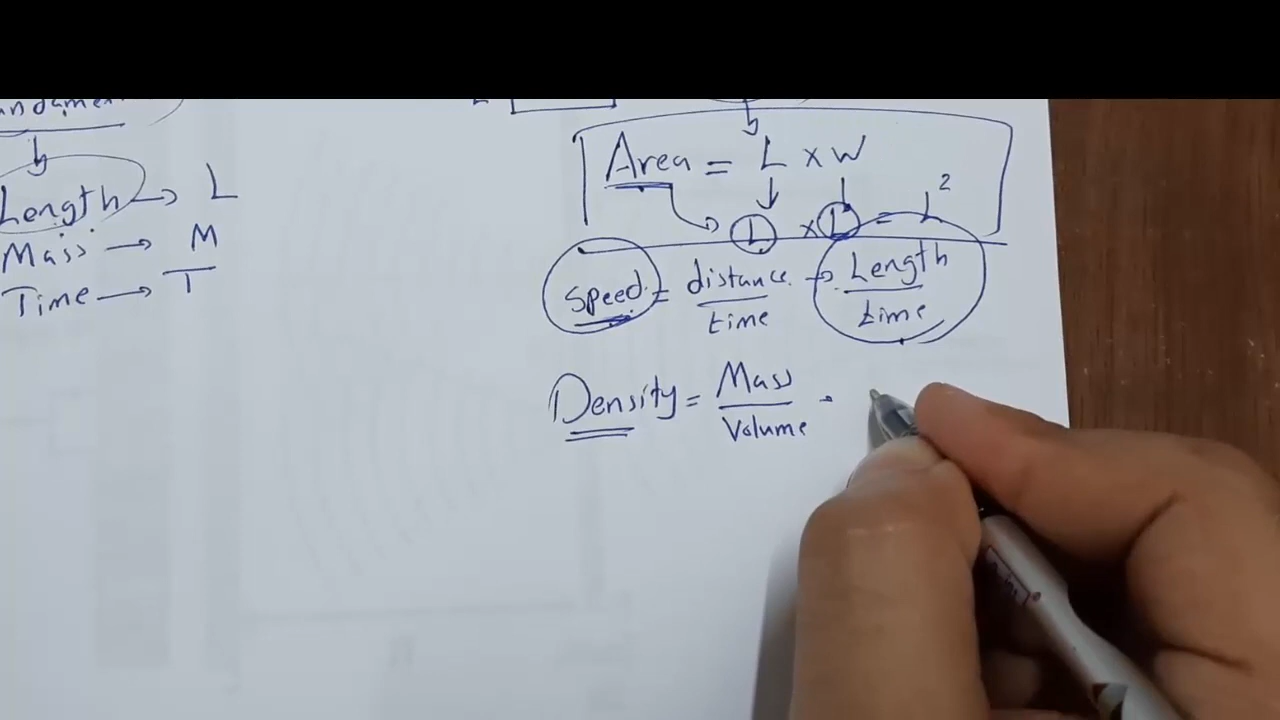 Length → L
Mass → M
Time → T
Area = L x W
L x L = L²
Speed = distance/time → Length/time
Density = Mass/Volume